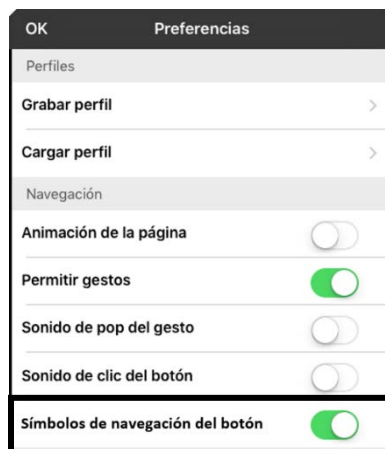 OK Preferencias
Perfiles
Grabar perfil
Cargar perfil
Navegación
Animación de la página
Permitir gestos
Sonido de pop del gesto
Sonido de clic del botón
Símbolos de navegación del botón